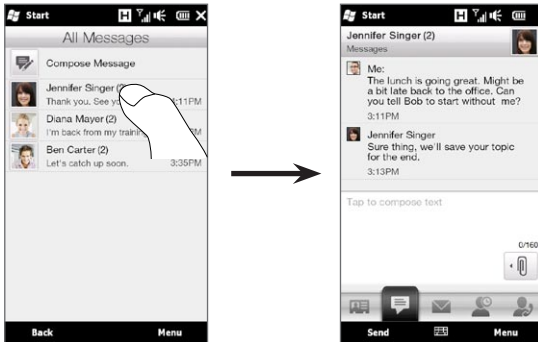 Start
H
All Messages
Compose Message
Jennifer Singer
Thank you. See 11PM
Diana Mayer (2)
I'm back from my training
Ben Carter (2)
Let's catch up soon. 3:35PM
Back Menu
Start
H
Jennifer Singer (2)
Messages
Me:
The lunch is going great. Might be
a bit late back to the office. Can
you tell Bob to start without me?
3:11PM
Jennifer Singer
Sure thing, we'll save your topic
for the end.
3:13PM
Tap to compose text
0/160
Send Menu